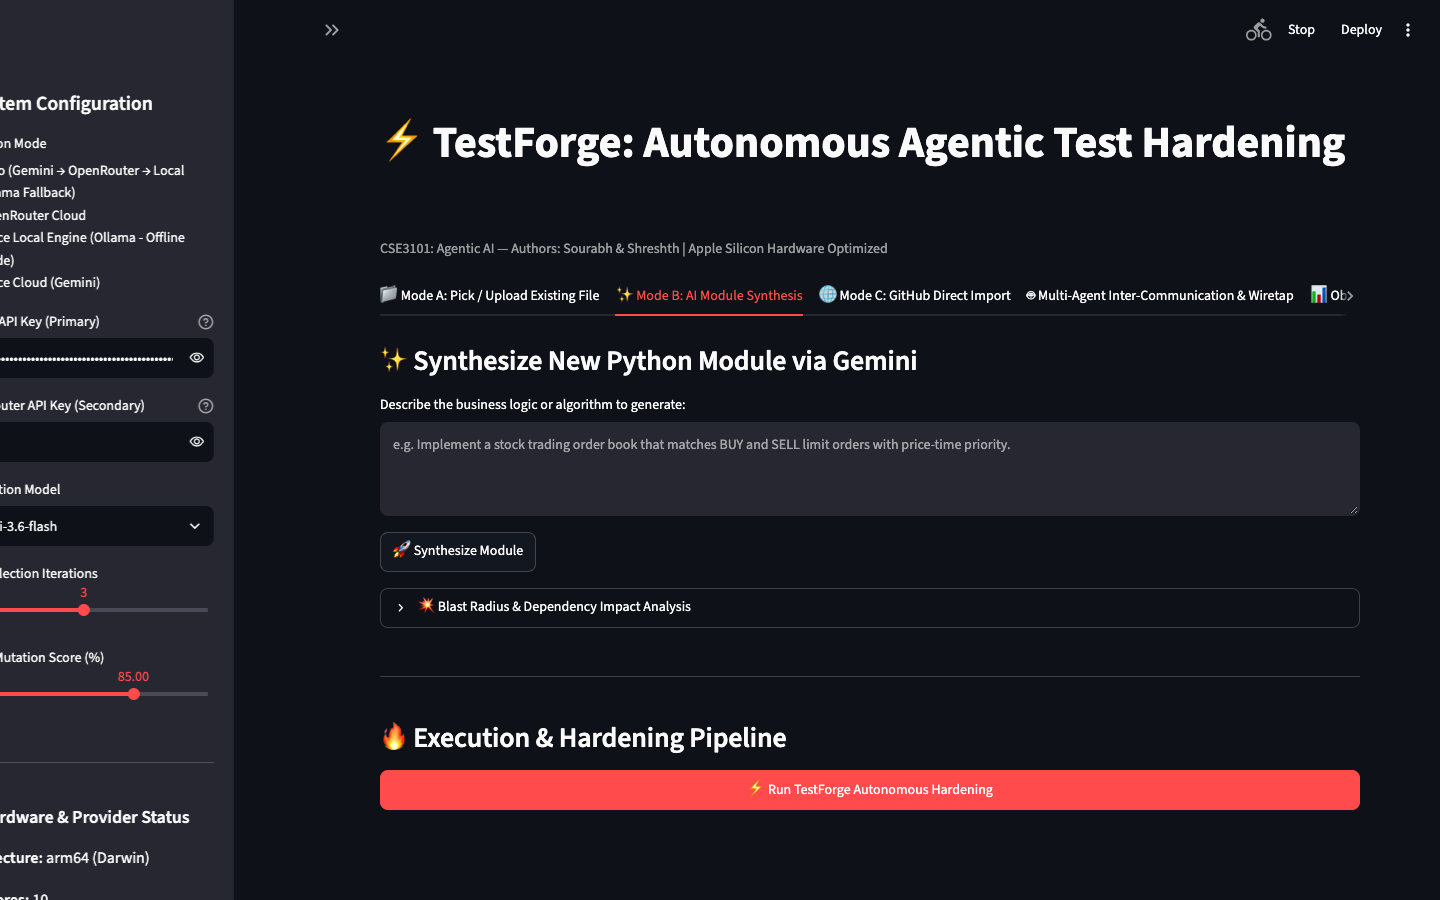 Stop
Deploy
tem Configuration
on Mode
o (Gemini → OpenRouter → Local
ma Fallback)
enRouter Cloud
ce Local Engine (Ollama - Offline
de)
ce Cloud (Gemini)
API Key (Primary)
uter API Key (Secondary)
tion Model
i-3.6-flash
lection Iterations
3
Mutation Score (%)
85.00
rdware & Provider Status
ecture: arm64 (Darwin)
ores: 10
⚡ TestForge: Autonomous Agentic Test Hardening
CSE3101: Agentic AI — Authors: Sourabh & Shreshth | Apple Silicon Hardware Optimized
Mode A: Pick / Upload Existing File
✨ Mode B: AI Module Synthesis
Mode C: GitHub Direct Import
Multi-Agent Inter-Communication & Wiretap
Ob
✨ Synthesize New Python Module via Gemini
Describe the business logic or algorithm to generate:
e.g. Implement a stock trading order book that matches BUY and SELL limit orders with price-time priority.
🚀 Synthesize Module
💥 Blast Radius & Dependency Impact Analysis
🔥 Execution & Hardening Pipeline
⚡ Run TestForge Autonomous Hardening